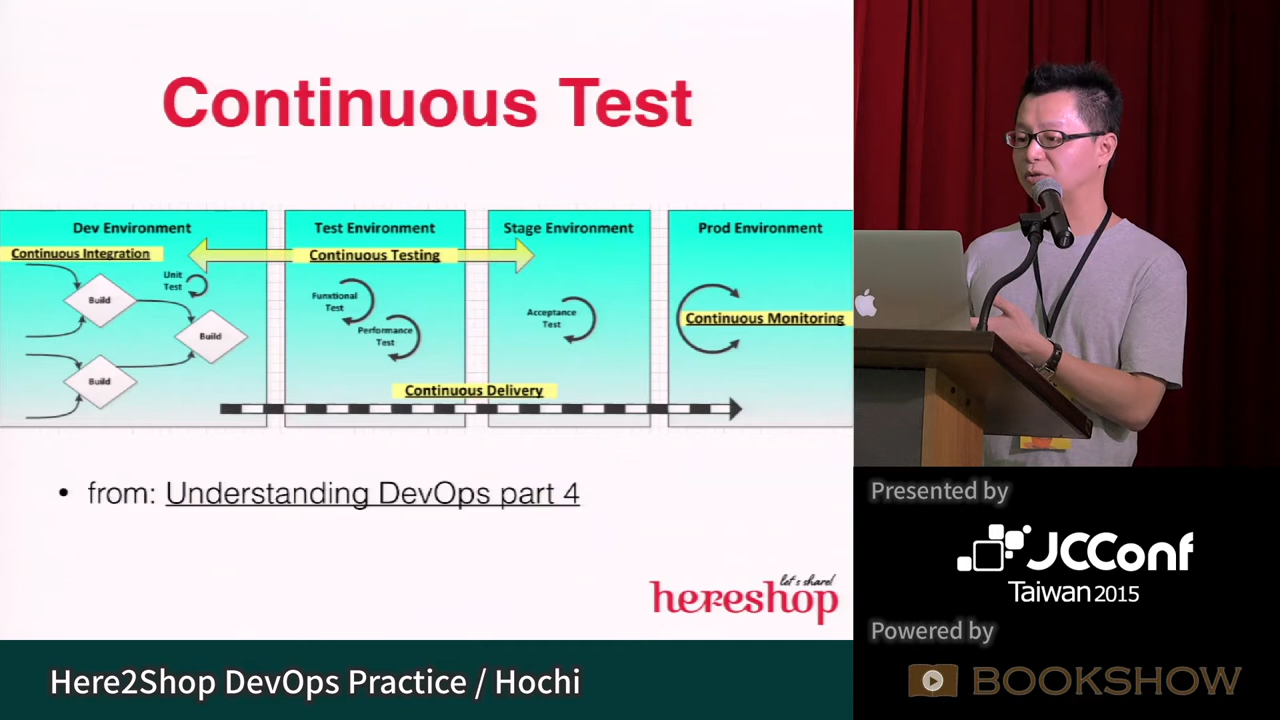 Continuous Test
Dev Environment
Continuous Integration
Unit
Test
Build
Build
Build
Test Environment
Continuous Testing
Funxtional
Test
Performance
Test
Stage Environment
Acceptance
Test
Prod Environment
Continuous Monitoring
Continuous Delivery
• from: Understanding DevOps part 4
let's share!
hereshop
Presented by
JCConf
Taiwan 2015
Powered by
BOOKSHOW
Here2Shop DevOps Practice / Hochi